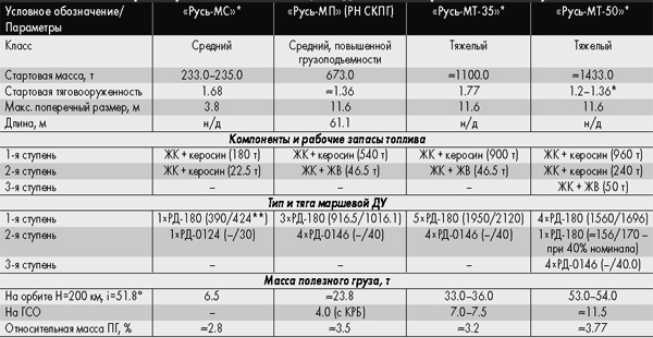 Условное обозначение/ «Русь-МС»* «Русь-МП» (РН СКПГ) «Русь-МТ-35»* «Русь-МТ-50»*
Параметры
Класс Средний Средний, повышенной Тяжелый Тяжелый
грузоподъемности
Стартовая масса, т 233.0–235.0 673.0 ≈1100.0 ≈1433.0
Стартовая тяговооруженность 1.68 ≈1.36 1.77 1.2–1.36*
Макс. поперечный размер, м 3.8 11.6 11.6 11.6
Длина, м н/д 61.1 н/д н/д
Компоненты и рабочие запасы топлива
1-я ступень ЖК + керосин (180 т) ЖК + керосин (540 т) ЖК + керосин (900 т) ЖК + керосин (960 т)
2-я ступень ЖК + керосин (22.5 т) ЖК + ЖВ (46.5 т) ЖК + ЖВ (46.5 т) ЖК + керосин (240 т)
3-я ступень – – – ЖК + ЖВ (50 т)
Тип и тяга маршевой ДУ
1-я ступень 1×РД-180 (390/424**) 3×РД-180 (916.5/1016.1) 5×РД-180 (1950/2120) 4×РД-180 (1560/1696)
2-я ступень 1×РД-0124 (–/30) 4×РД-0146 (–/40) 4×РД-0146 (–/40) 1×РД-180 (≈156/170 –
при 40% номинала)
3-я ступень – – – 4×РД-0146 (–/40.0)
Масса полезного груза, т
На орбите Н=200 км, i=51.8° 6.5 ≈23.8 33.0–36.0 53.0–54.0
На ГСО – 4.0 (с КРБ) 7.0–7.5 ≈11.5
Относительная масса ПГ, % ≈2.8 ≈3.5 ≈3.2 ≈3.77